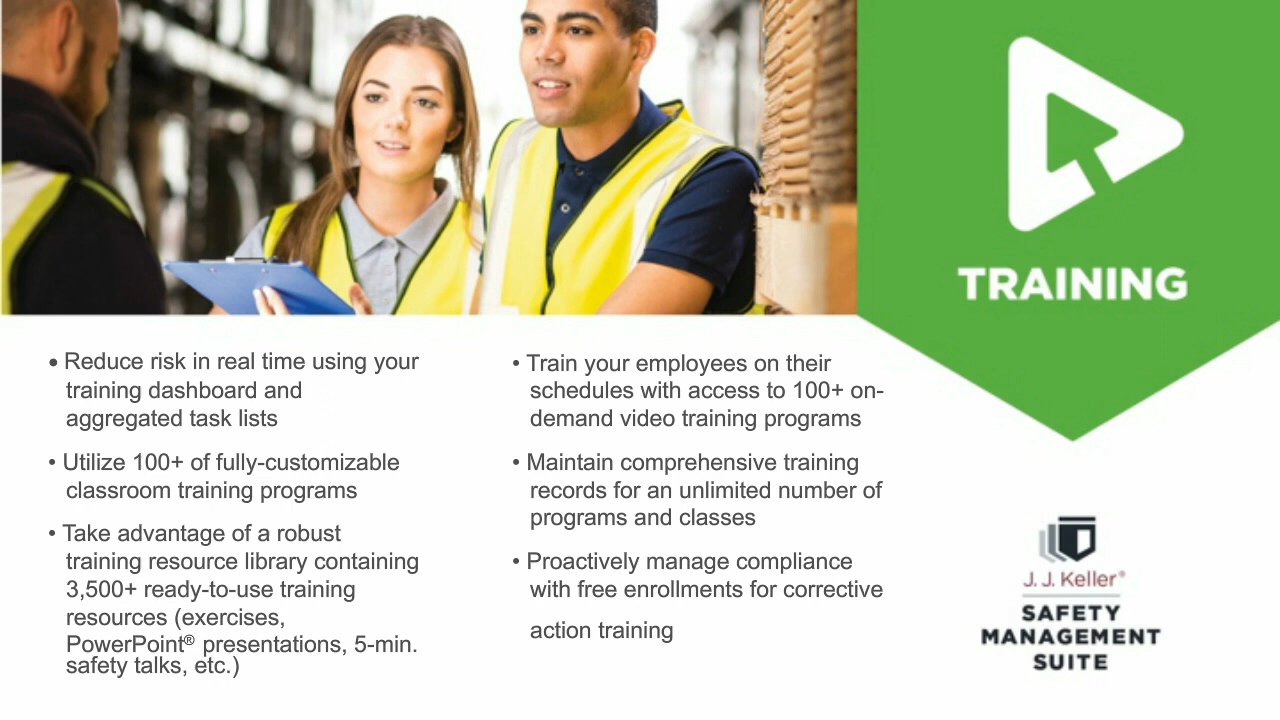 TRAINING
• Reduce risk in real time using your
training dashboard and
aggregated task lists
• Utilize 100+ of fully-customizable
classroom training programs
• Take advantage of a robust
training resource library containing
3,500+ ready-to-use training
resources (exercises,
PowerPoint® presentations, 5-min.
safety talks, etc.)
• Train your employees on their
schedules with access to 100+ on-
demand video training programs
• Maintain comprehensive training
records for an unlimited number of
programs and classes
• Proactively manage compliance
with free enrollments for corrective
action training
J. J. Keller®
SAFETY
MANAGEMENT
SUITE